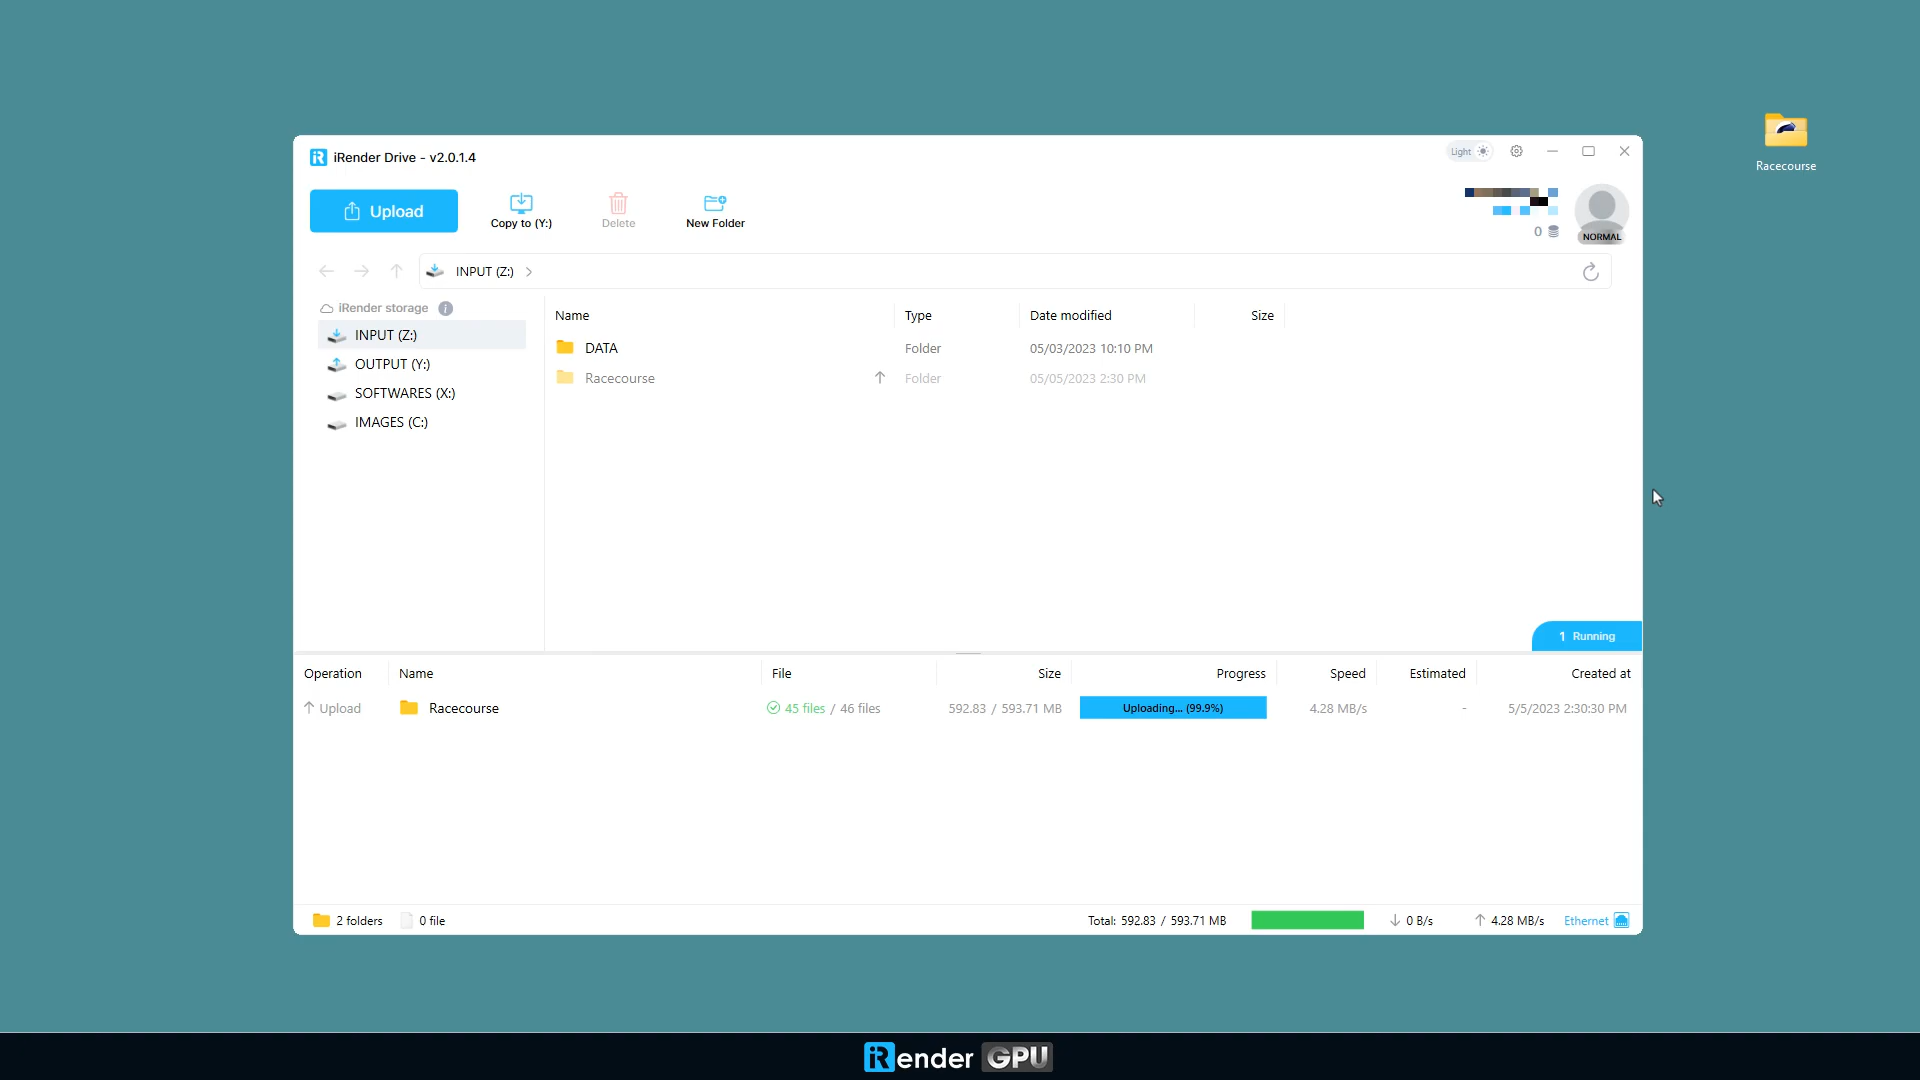 iRender Drive - v2.0.1.4
Light
Racecourse
Upload
Copy to (Y:)
Delete
New Folder
0
NORMAL
INPUT (Z:)
iRender storage
INPUT (Z:)
OUTPUT (Y:)
SOFTWARES (X:)
IMAGES (C:)
Name Type Date modified Size
DATA Folder 05/03/2023 10:10 PM
Racecourse Folder 05/05/2023 2:30 PM
1 Running
Operation Name File Size Progress Speed Estimated Created at
Upload Racecourse 45 files / 46 files 592.83 / 593.71 MB Uploading... (99.9%) 4.28 MB/s - 5/5/2023 2:30:30 PM
2 folders 0 file Total: 592.83 / 593.71 MB 0 B/s 4.28 MB/s Ethernet
iRender GPU